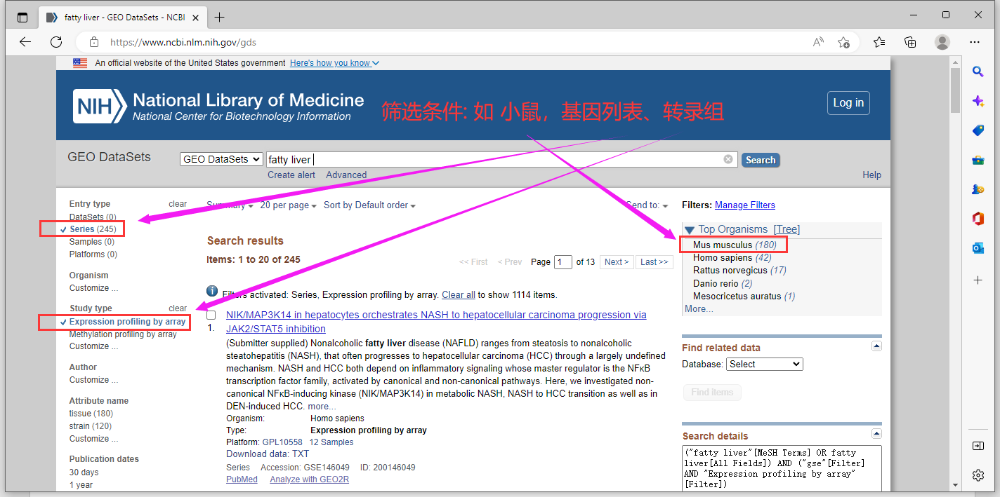 fatty liver - GEO DataSets - NCBI
https://www.ncbi.nlm.nih.gov/gds
An official website of the United States government Here's how you know
NIH National Library of Medicine
National Center for Biotechnology Information
筛选条件: 如 小鼠，基因列表、转录组
Log in
GEO DataSets
GEO DataSets
fatty liver
Search
Create alert Advanced
Help
Entry type clear
DataSets (0)
Series (245)
Samples (0)
Platforms (0)
Organism
Customize ...
Study type clear
Expression profiling by array
Methylation profiling by array
Customize ...
Author
Customize ...
Attribute name
tissue (180)
strain (120)
Customize ...
Publication dates
30 days
1 year
Summary 20 per page Sort by Default order
Send to:
Search results
Items: 1 to 20 of 245
<< First < Prev Page 1 of 13 Next > Last >>
Filters activated: Series, Expression profiling by array. Clear all to show 1114 items.
NIK/MAP3K14 in hepatocytes orchestrates NASH to hepatocellular carcinoma progression via
1. JAK2/STAT5 inhibition
(Submitter supplied) Nonalcoholic fatty liver disease (NAFLD) ranges from steatosis to nonalcoholic
steatohepatitis (NASH), that often progresses to hepatocellular carcinoma (HCC) through a largely undefined
mechanism. NASH and HCC both depend on inflammatory signaling whose master regulator is the NFκB
transcription factor family, activated by canonical and non-canonical pathways. Here, we investigated non-
canonical NFκB-inducing kinase (NIK/MAP3K14) in metabolic NASH, NASH to HCC transition as well as in
DEN-induced HCC. more...
Organism: Homo sapiens
Type: Expression profiling by array
Platform: GPL10558 12 Samples
Download data: TXT
Series Accession: GSE146049 ID: 200146049
PubMed Analyze with GEO2R
Filters: Manage Filters
Top Organisms [Tree]
Mus musculus (180)
Homo sapiens (42)
Rattus norvegicus (17)
Danio rerio (2)
Mesocricetus auratus (1)
More...
Find related data
Database: Select
Find items
Search details
("fatty liver"[MeSH Terms] OR fatty
liver[All Fields]) AND ("gse"[Filter]
AND "Expression profiling by array"
[Filter])